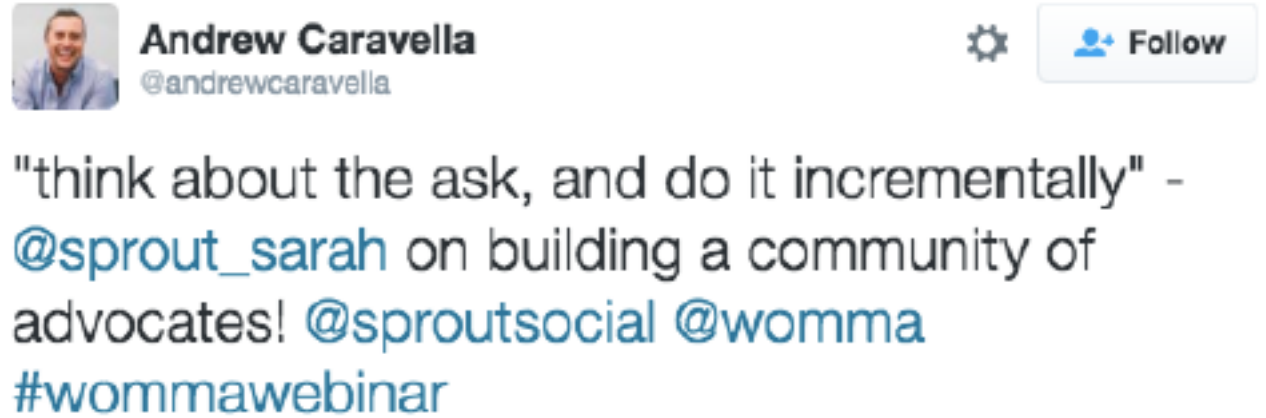 Andrew Caravella
@andrewcaravella
Follow
"think about the ask, and do it incrementally" -
@sprout_sarah on building a community of
advocates! @sproutsocial @womma
#wommawebinar